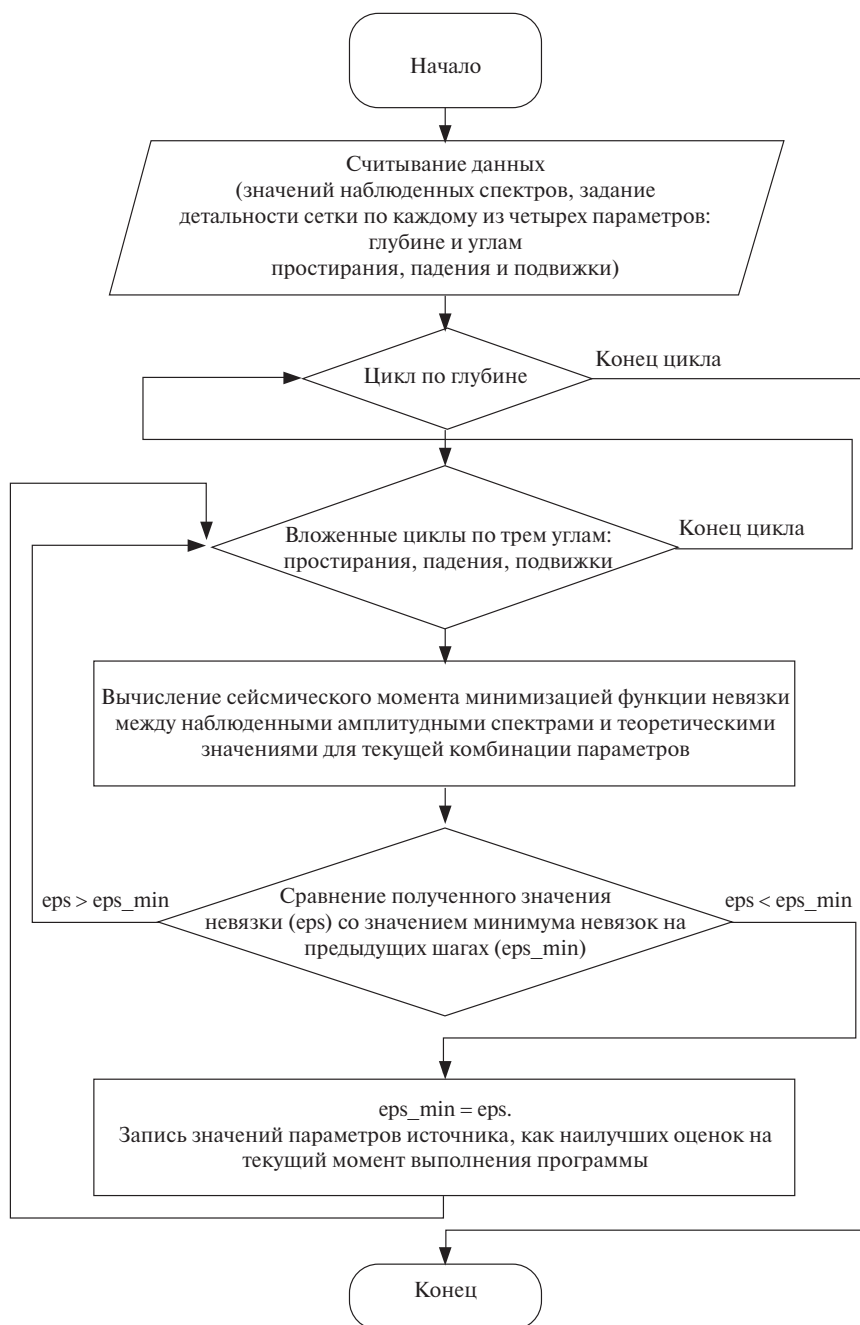 Начало
Считывание данных
(значений наблюденных спектров, задание
детальности сетки по каждому из четырех параметров:
глубине и углам
простирания, падения и подвижки)
Цикл по глубине
Конец цикла
Вложенные циклы по трем углам:
простирания, падения, подвижки
Конец цикла
Вычисление сейсмического момента минимизацией функции невязки
между наблюденными амплитудными спектрами и теоретическими
значениями для текущей комбинации параметров
eps > eps_min
Сравнение полученного значения
невязки (eps) со значением минимума невязок на
предыдущих шагах (eps_min)
eps < eps_min
eps_min = eps.
Запись значений параметров источника, как наилучших оценок на
текущий момент выполнения программы
Конец